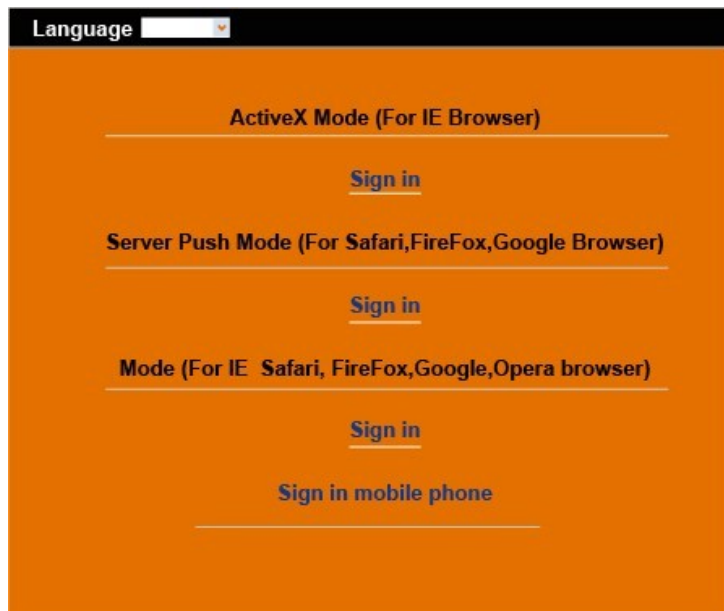 Language
ActiveX Mode (For IE Browser)
Sign in
Server Push Mode (For Safari,FireFox,Google Browser)
Sign in
Mode (For IE Safari, FireFox,Google,Opera browser)
Sign in
Sign in mobile phone